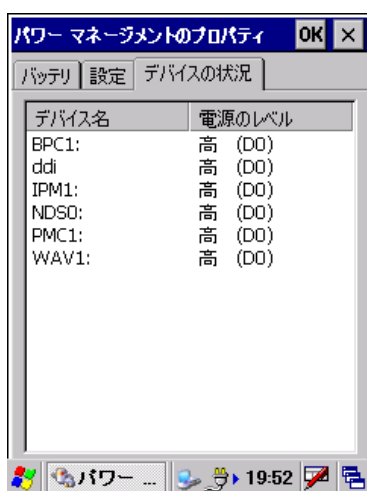 パワー マネージメントのプロパティ OK ×
バッテリ 設定 デバイスの状況
デバイス名 電源のレベル
BPC1: 高 (D0)
ddi 高 (D0)
IPM1: 高 (D0)
NDS0: 高 (D0)
PMC1: 高 (D0)
WAV1: 高 (D0)
パワー ... 19:52